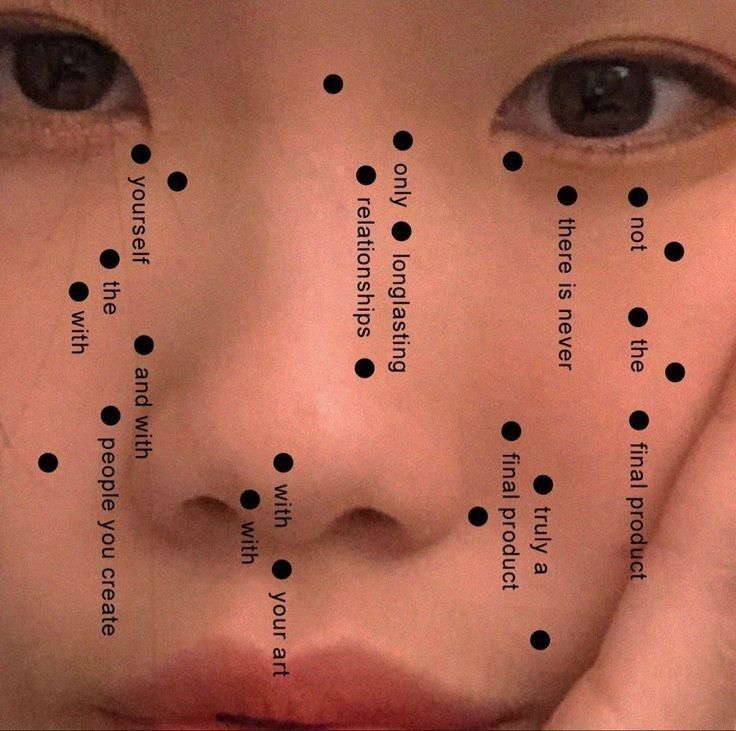 not the final product
there is never
truly a
final product
only longlasting
relationships
with your art
with
yourself and with
the people you create
with